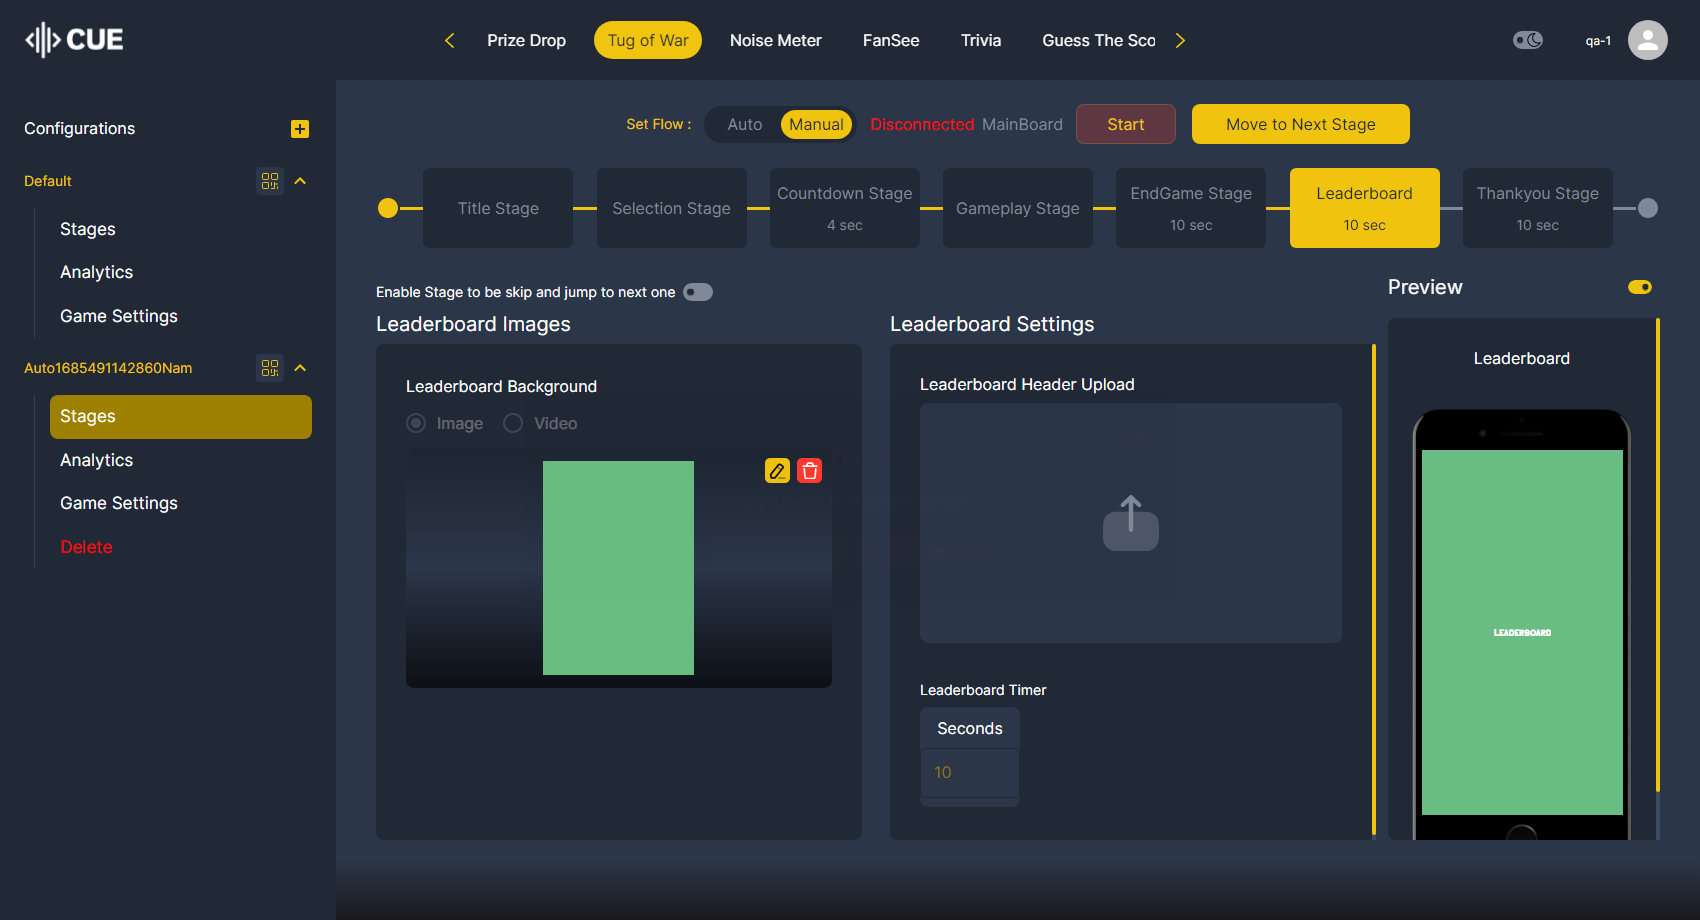 CUE
Prize Drop
Tug of War
Noise Meter
FanSee
Trivia
Guess The Sco
qa-1
Configurations
Default
Stages
Analytics
Game Settings
Auto1685491142860Nam
Stages
Analytics
Game Settings
Delete
Set Flow :
Auto
Manual
Disconnected MainBoard
Start
Move to Next Stage
Title Stage
Selection Stage
Countdown Stage
4 sec
Gameplay Stage
EndGame Stage
10 sec
Leaderboard
10 sec
Thankyou Stage
10 sec
Enable Stage to be skip and jump to next one
Leaderboard Images
Leaderboard Background
Image
Video
Leaderboard Settings
Leaderboard Header Upload
Leaderboard Timer
Seconds
10
Preview
Leaderboard
LEADERBOARD